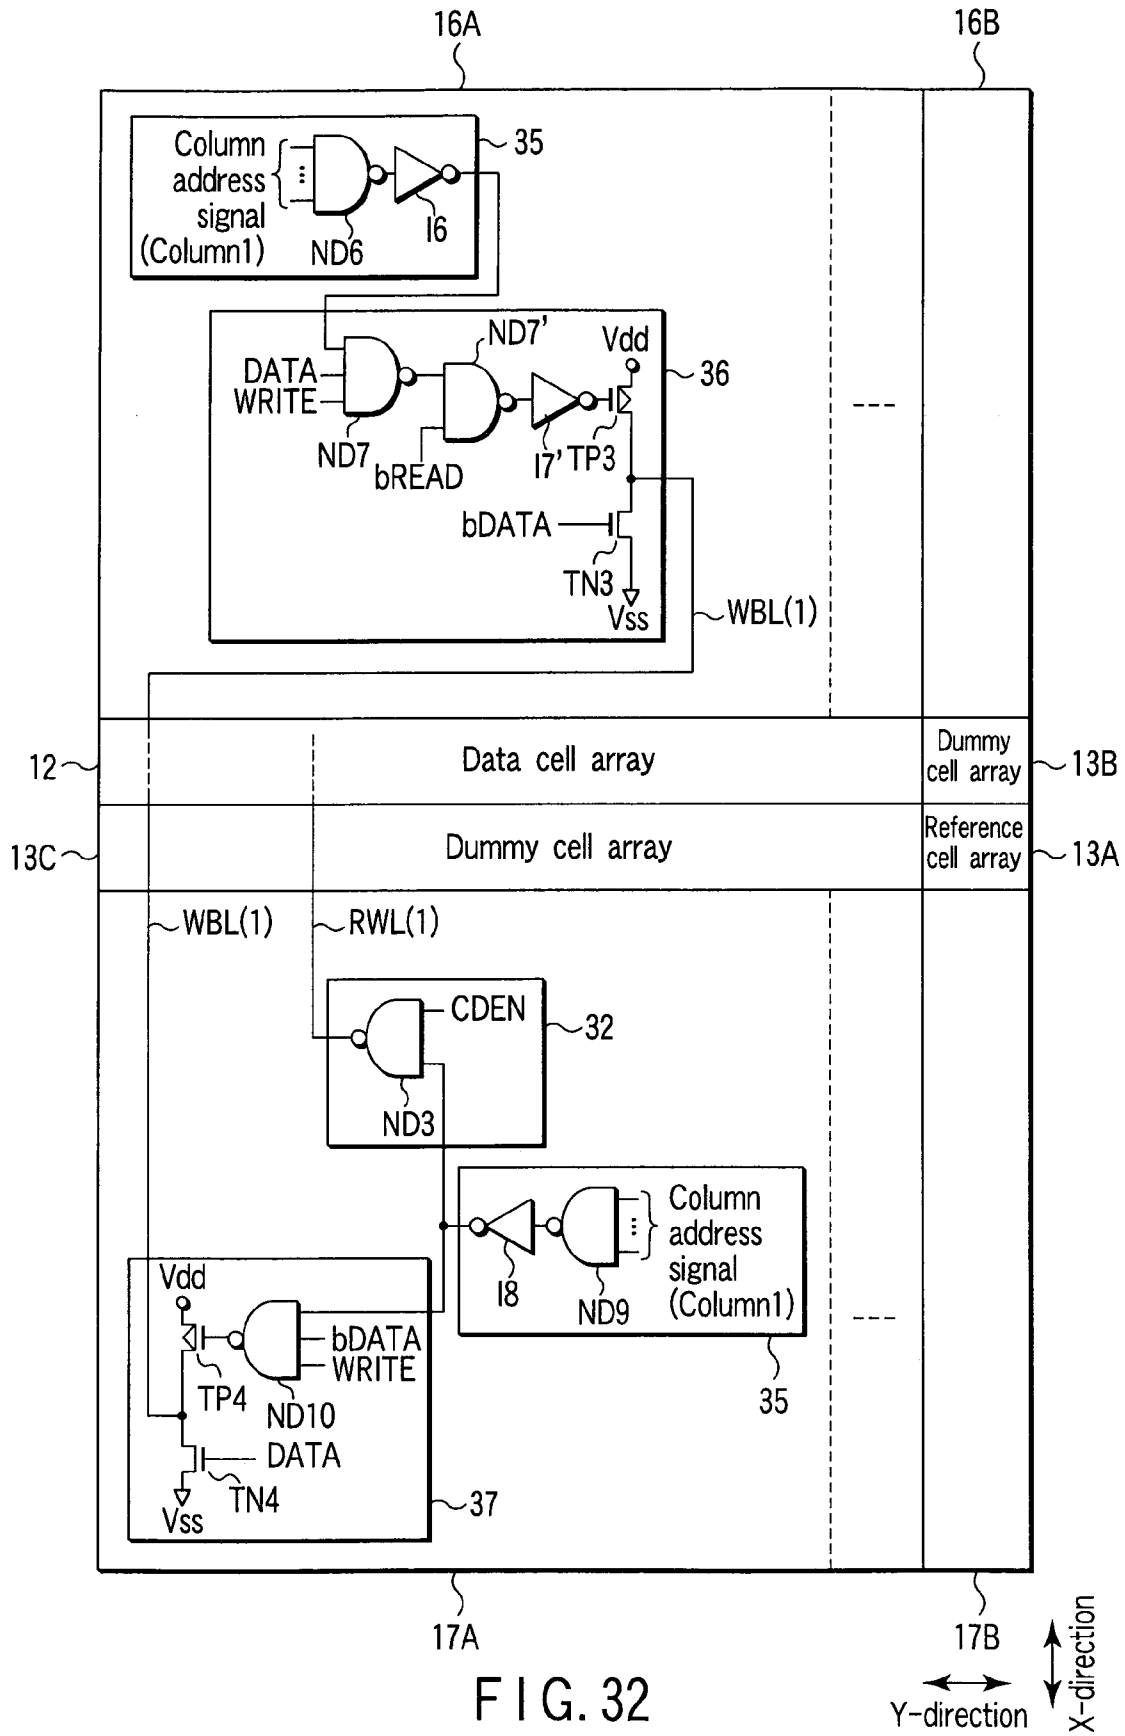 16A
16B
Column
address
signal
(Column1)
35
ND6
I6
ND7'
Vdd
DATA
WRITE
36
ND7
bREAD
I7'
TP3
bDATA
TN3
Vss
WBL(1)
12
Data cell array
Dummy
cell array
13B
13C
Dummy cell array
Reference
cell array
13A
WBL(1)
RWL(1)
CDEN
32
ND3
Column
address
signal
(Column1)
I8
ND9
35
Vdd
bDATA
WRITE
TP4
ND10
DATA
TN4
Vss
37
17A
17B
X-direction
Y-direction
FIG. 32